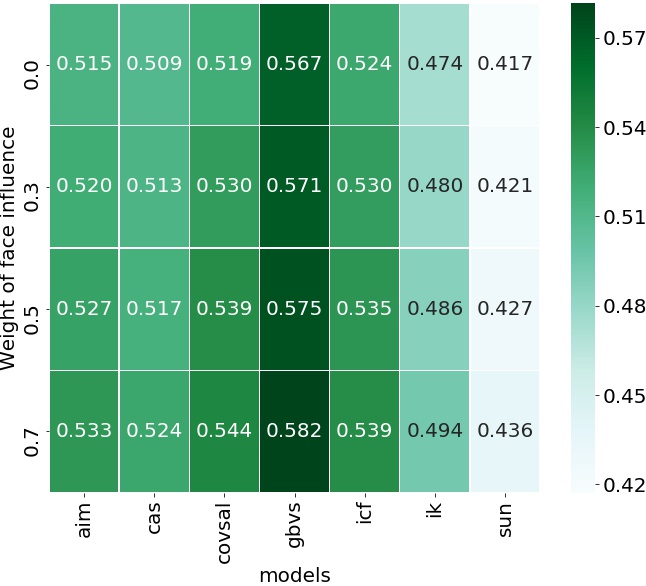 Weight of face influence
0.0 0.515 0.509 0.519 0.567 0.524 0.474 0.417
0.3 0.520 0.513 0.530 0.571 0.530 0.480 0.421
0.5 0.527 0.517 0.539 0.575 0.535 0.486 0.427
0.7 0.533 0.524 0.544 0.582 0.539 0.494 0.436
aim cas covsal gbvs icf ik sun
models
0.57
0.54
0.51
0.48
0.45
0.42